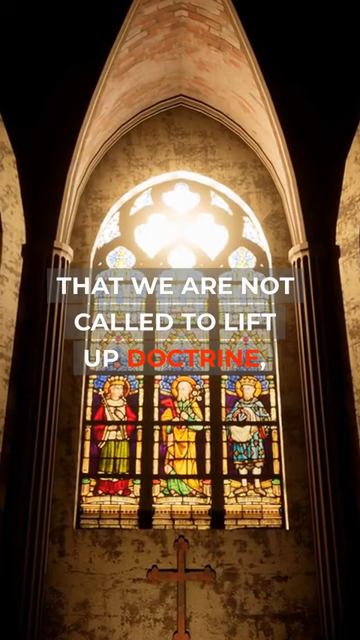 THAT WE ARE NOT
CALLED TO LIFT
UP DOCTRINE,